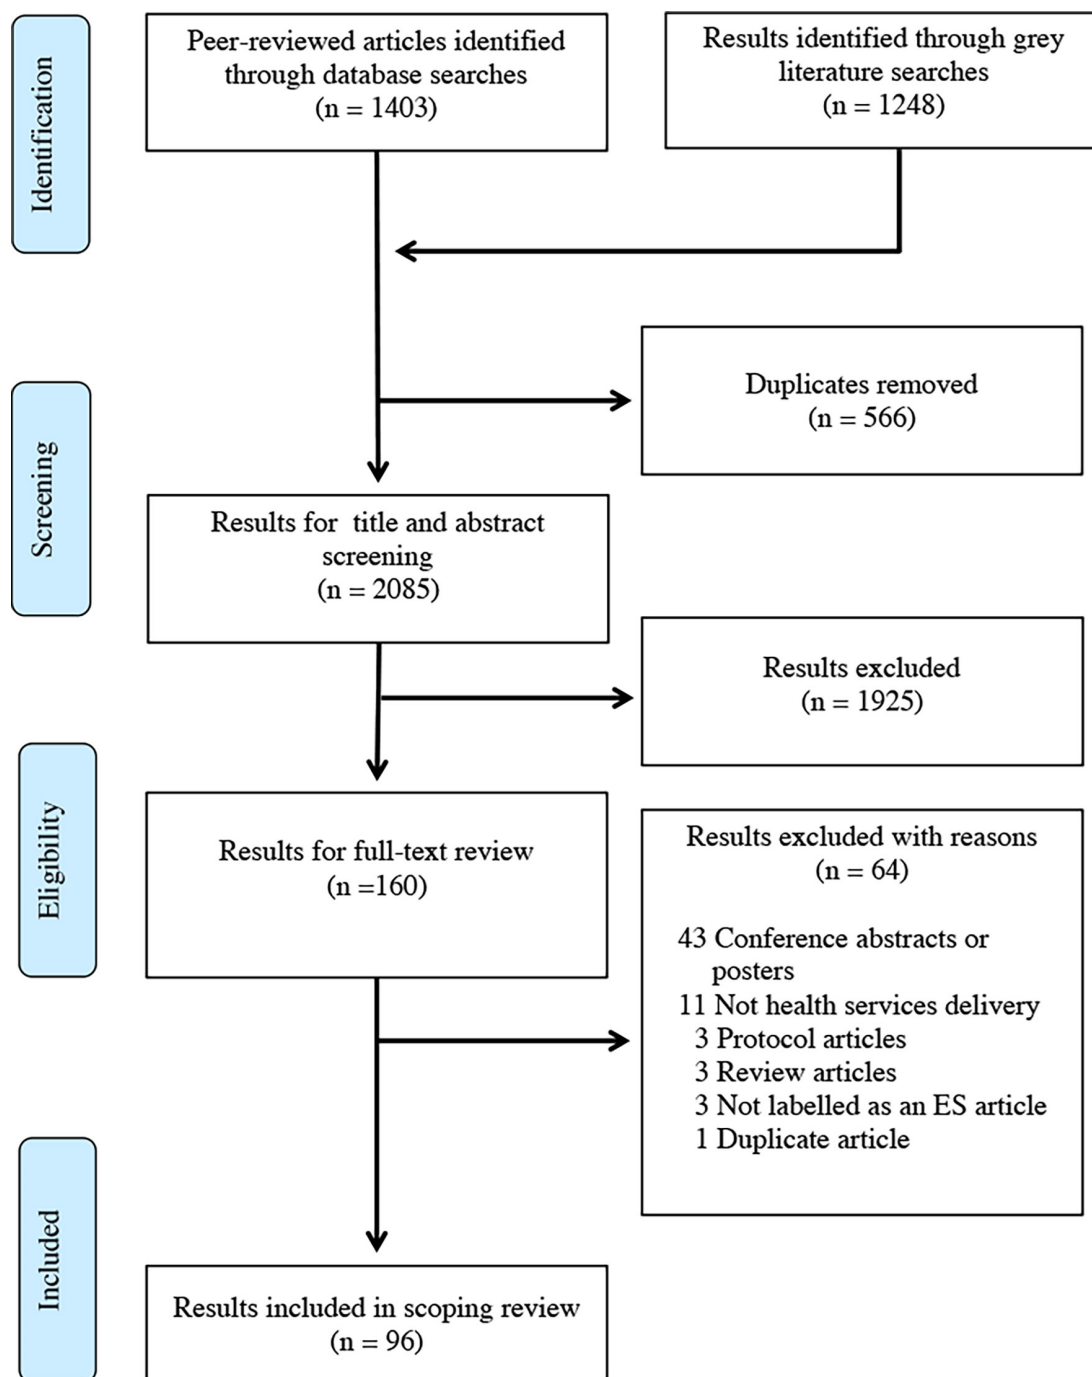 Identification
Peer-reviewed articles identified
through database searches
(n = 1403)
Results identified through grey
literature searches
(n = 1248)
Screening
Duplicates removed
(n = 566)
Results for  title and abstract
screening
(n = 2085)
Results excluded
(n = 1925)
Eligibility
Results for full-text review
(n =160)
Results excluded with reasons
(n = 64)
43 Conference abstracts or
posters
11 Not health services delivery
3 Protocol articles
3 Review articles
3 Not labelled as an ES article
1 Duplicate article
Included
Results included in scoping review
(n = 96)